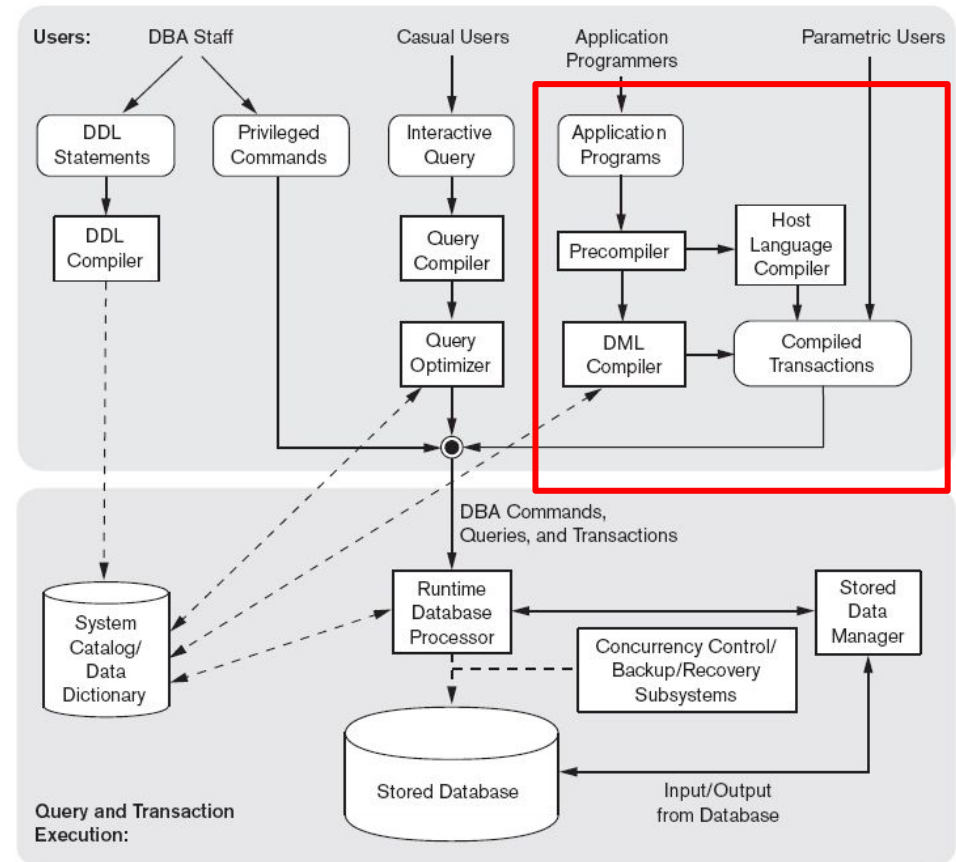 Users:
DBA Staff
Casual Users
Application
Programmers
Parametric Users
DDL
Statements
Privileged
Commands
Interactive
Query
Application
Programs
DDL
Compiler
Query
Compiler
Precompiler
Host
Language
Compiler
Query
Optimizer
DML
Compiler
Compiled
Transactions
DBA Commands,
Queries, and Transactions
System
Catalog/
Data
Dictionary
Runtime
Database
Processor
Stored
Data
Manager
Concurrency Control/
Backup/Recovery
Subsystems
Stored Database
Input/Output
from Database
Query and Transaction
Execution: